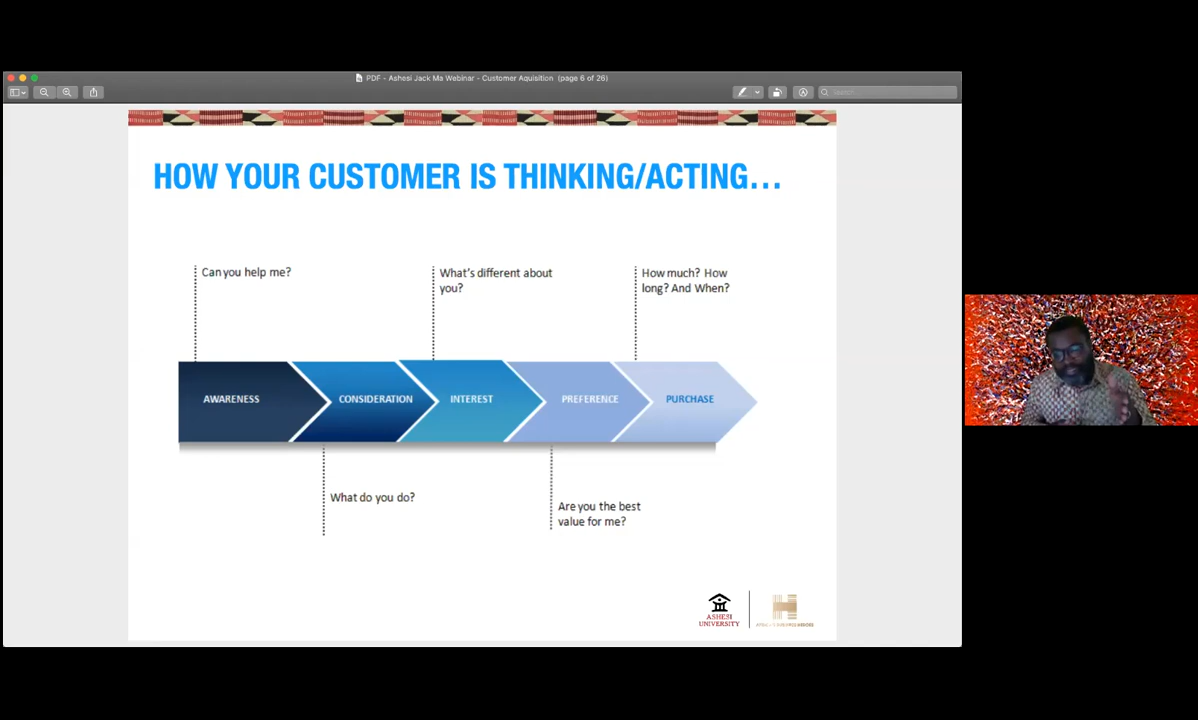 PDF - Ashesi Jack Ma Webinar - Customer Aquisition (page 6 of 26)
Search
HOW YOUR CUSTOMER IS THINKING/ACTING...
Can you help me?
What's different about
you?
How much? How
long? And When?
AWARENESS
CONSIDERATION
INTEREST
PREFERENCE
PURCHASE
What do you do?
Are you the best
value for me?
ASHESI
UNIVERSITY